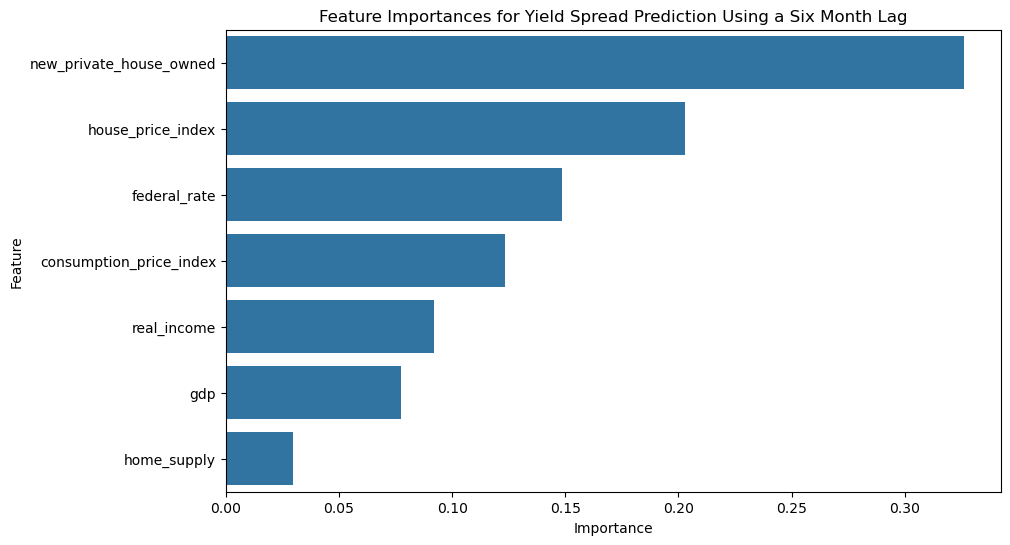 Feature Importances for Yield Spread Prediction Using a Six Month Lag
new_private_house_owned
house_price_index
federal_rate
consumption_price_index
real_income
gdp
home_supply
Feature
0.00 0.05 0.10 0.15 0.20 0.25 0.30
Importance